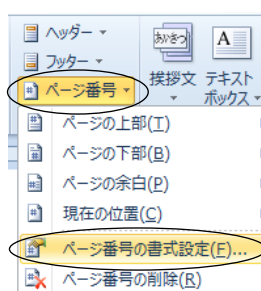 ヘッダー
フッター
ページ番号
あいさつ
A
挨拶文
テキスト
ボックス
ページの上部(T)
ページの下部(B)
ページの余白(P)
現在の位置(C)
ページ番号の書式設定(F)...
ページ番号の削除(R)